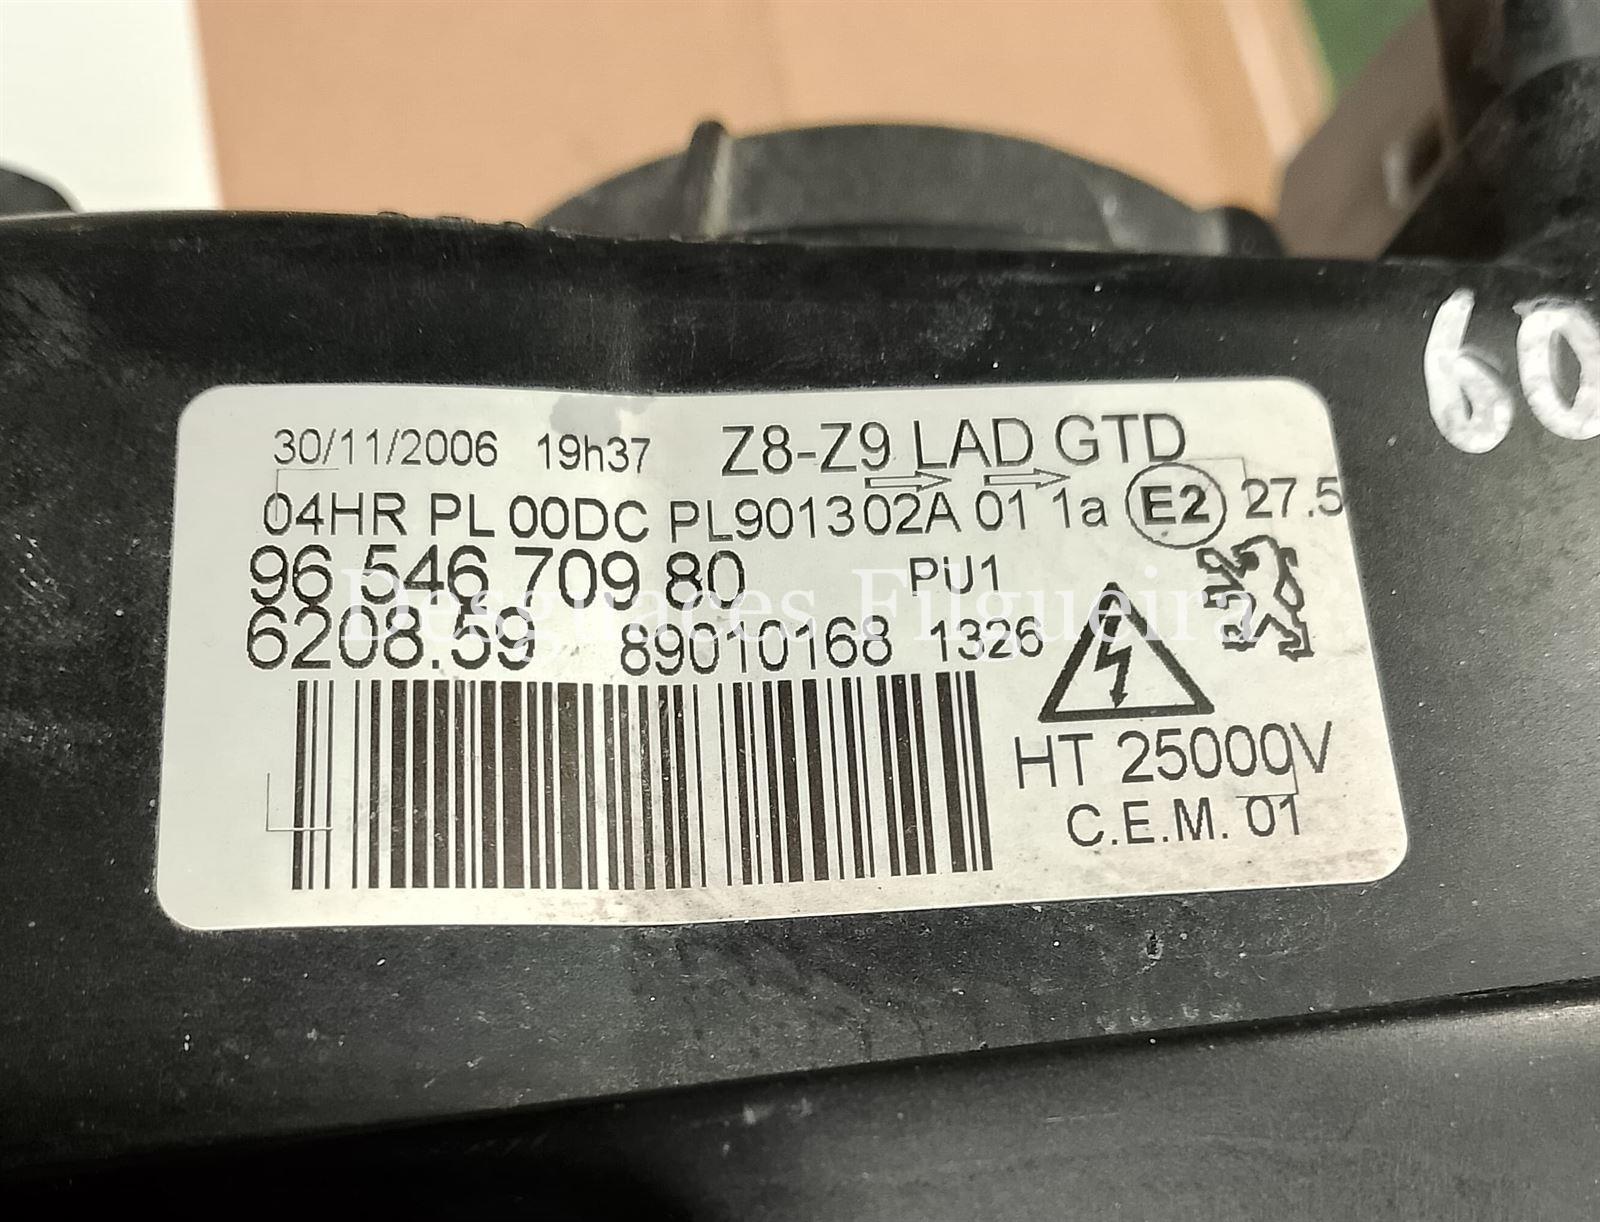 60
30/11/2006 19h37 Z8-Z9 LAD GTD
04HR PL 00DC PL901302A 01 1a E2 27.5
96 546 709 80 PU1
6208.59 89010168 1326
Desguaces Filgueira
HT 25000V
C.E.M. 01